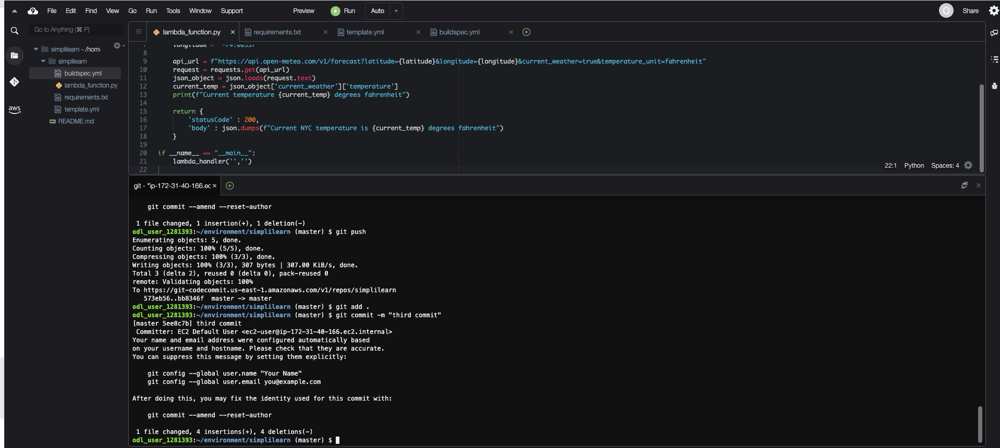 File Edit Find View Go Run Tools Window Support Preview Run Auto O Share
Go to Anything (⌘ P)
simplilearn - /home
simplilearn
buildspec.yml
lambda_function.py
requirements.txt
template.yml
README.md
aws
lambda_function.py × requirements.txt × template.yml × buildspec.yml ×
7 longitude = "-74.00597"
8
9 api_url = f"https://api.open-meteo.com/v1/forecast?latitude={latitude}&longitude={longitude}&current_weather=true&temperature_unit=fahrenheit"
10 request = requests.get(api_url)
11 json_object = json.loads(request.text)
12 current_temp = json_object['current_weather']['temperature']
13 print(f"Current temperature {current_temp} degrees fahrenheit")
14
15 return {
16 'statusCode' : 200,
17 'body' : json.dumps(f"Current NYC temperature is {current_temp} degrees fahrenheit")
18 }
19
20 if __name__ == "__main__":
21 lambda_handler('','')
22
22:1 Python Spaces: 4
git - "ip-172-31-40-166.ec ×
git commit --amend --reset-author
1 file changed, 1 insertion(+), 1 deletion(-)
odl_user_1281393:~/environment/simplilearn (master) $ git push
Enumerating objects: 5, done.
Counting objects: 100% (5/5), done.
Compressing objects: 100% (3/3), done.
Writing objects: 100% (3/3), 307 bytes | 307.00 KiB/s, done.
Total 3 (delta 2), reused 0 (delta 0), pack-reused 0
remote: Validating objects: 100%
To https://git-codecommit.us-east-1.amazonaws.com/v1/repos/simplilearn
573eb56..bb8346f master -> master
odl_user_1281393:~/environment/simplilearn (master) $ git add .
odl_user_1281393:~/environment/simplilearn (master) $ git commit -m "third commit"
[master 5ee8c7b] third commit
Committer: EC2 Default User <ec2-user@ip-172-31-40-166.ec2.internal>
Your name and email address were configured automatically based
on your username and hostname. Please check that they are accurate.
You can suppress this message by setting them explicitly:
git config --global user.name "Your Name"
git config --global user.email you@example.com
After doing this, you may fix the identity used for this commit with:
git commit --amend --reset-author
1 file changed, 4 insertions(+), 4 deletions(-)
odl_user_1281393:~/environment/simplilearn (master) $